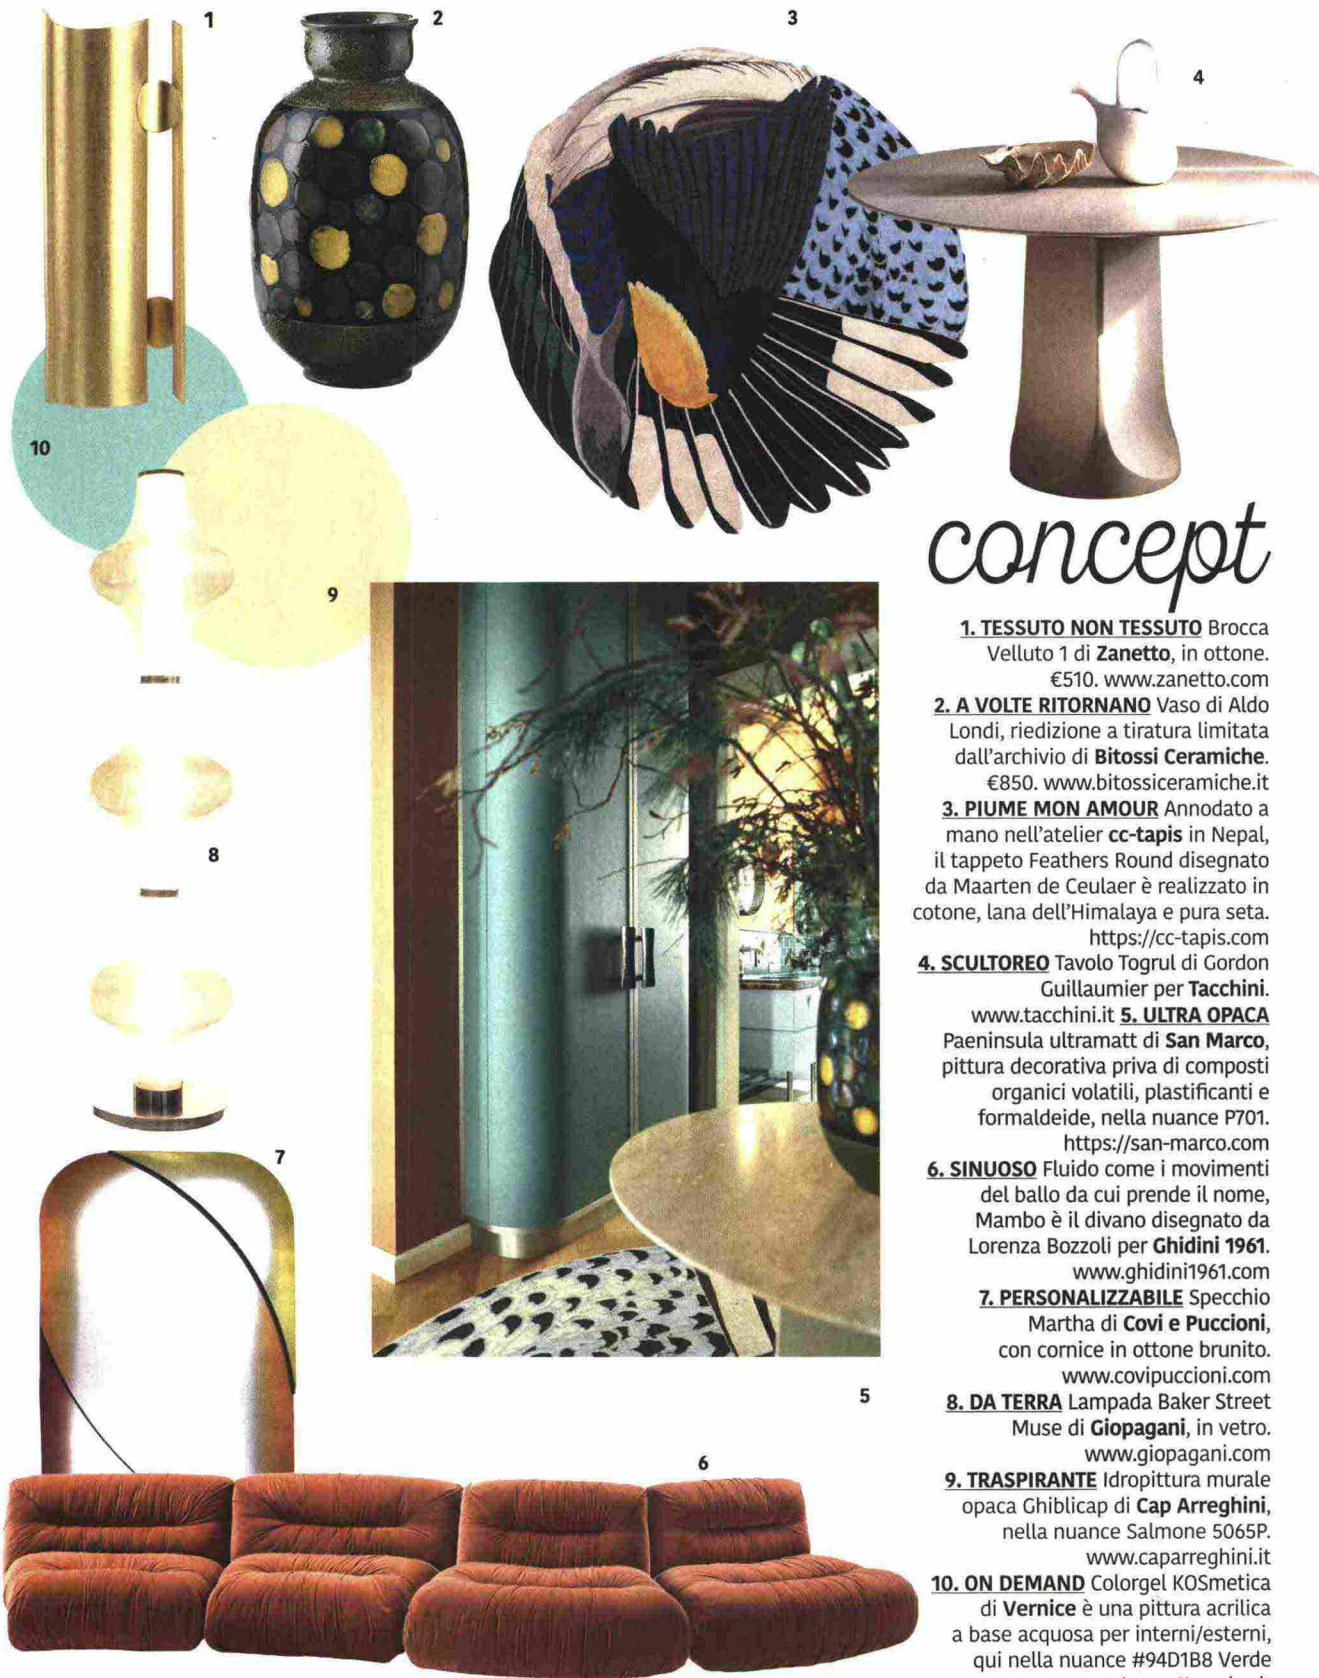 1
2
3
4
10
9
8
7
5
6
concept
1. TESSUTO NON TESSUTO Brocca
Velluto 1 di Zanetto, in ottone.
€510. www.zanetto.com
2. A VOLTE RITORNANO Vaso di Aldo
Londi, riedizione a tiratura limitata
dall'archivio di Bitossi Ceramiche.
€850. www.bitossiceramiche.it
3. PIUME MON AMOUR Annodato a
mano nell'atelier cc-tapis in Nepal,
il tappeto Feathers Round disegnato
da Maarten de Ceulaer è realizzato in
cotone, lana dell'Himalaya e pura seta.
https://cc-tapis.com
4. SCULTOREO Tavolo Togrul di Gordon
Guillaumier per Tacchini.
www.tacchini.it 5. ULTRA OPACA
Paeninsula ultramatt di San Marco,
pittura decorativa priva di composti
organici volatili, plastificanti e
formaldeide, nella nuance P701.
https://san-marco.com
6. SINUOSO Fluido come i movimenti
del ballo da cui prende il nome,
Mambo è il divano disegnato da
Lorenza Bozzoli per Ghidini 1961.
www.ghidini1961.com
7. PERSONALIZZABILE Specchio
Martha di Covi e Puccioni,
con cornice in ottone brunito.
www.covipuccioni.com
8. DA TERRA Lampada Baker Street
Muse di Giopagani, in vetro.
www.giopagani.com
9. TRASPIRANTE Idropittura murale
opaca Ghiblicap di Cap Arreghini,
nella nuance Salmone 5065P.
www.caparreghini.it
10. ON DEMAND Colorgel KOSmetica
di Vernice è una pittura acrilica
a base acquosa per interni/esterni,
qui nella nuance #94D1B8 Verde